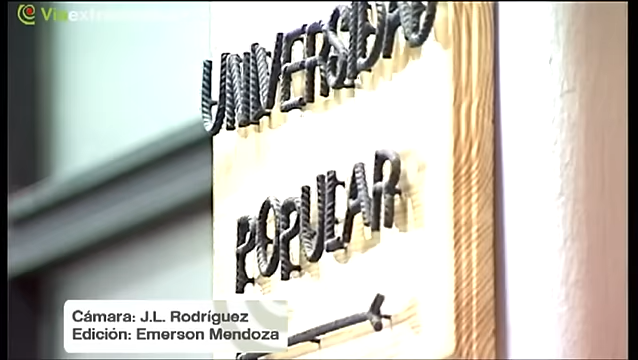 UNIVERSIDAD
POPULAR
Cámara: J.L. Rodríguez
Edición: Emerson Mendoza